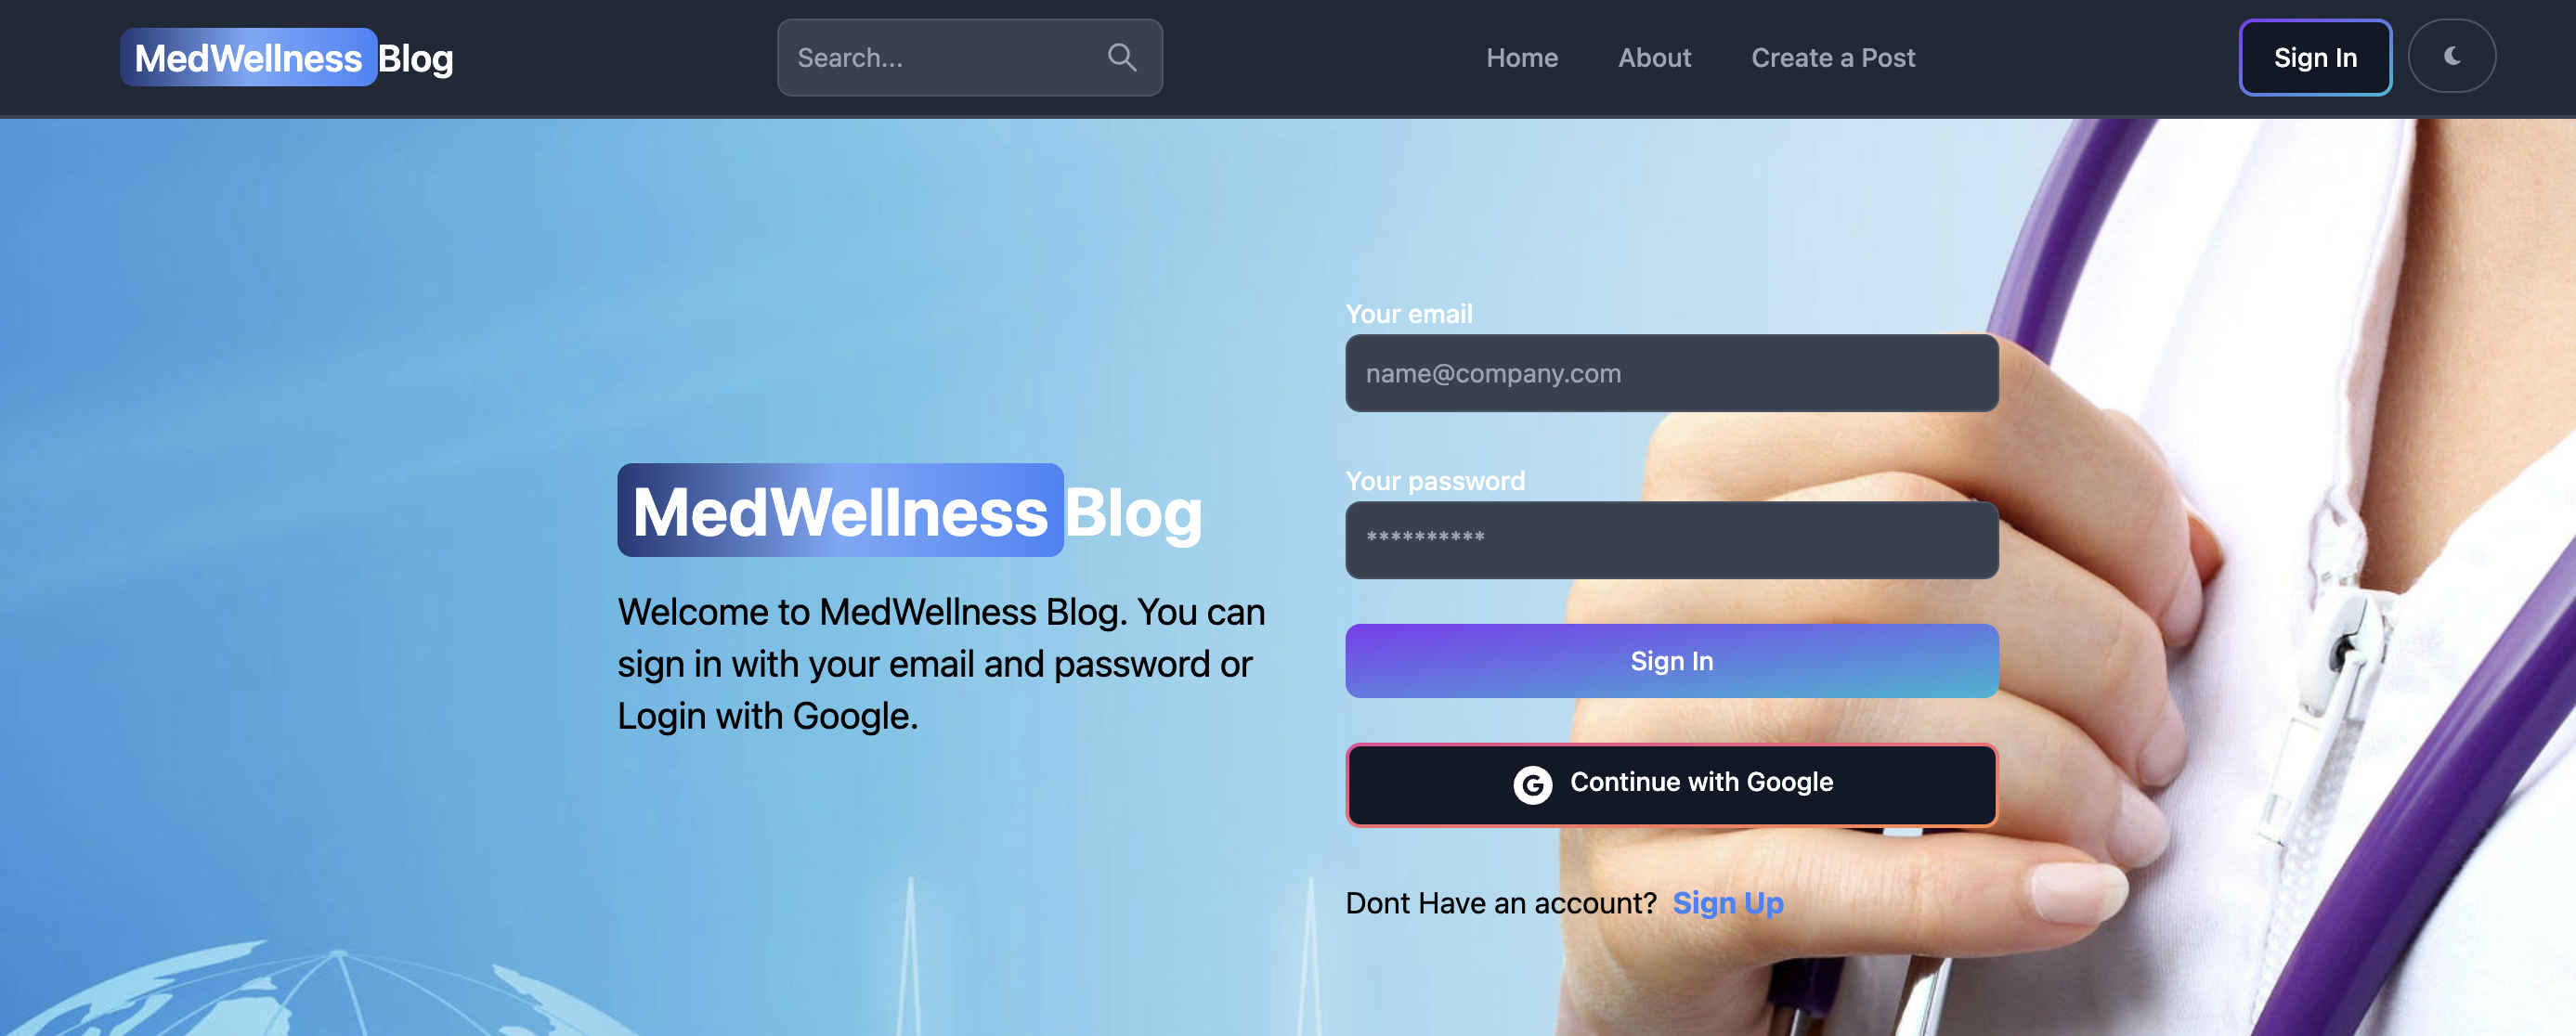 MedWellness Blog
Search...
Home
About
Create a Post
Sign In
Your email
name@company.com
Your password
**********
MedWellness Blog
Welcome to MedWellness Blog. You can
sign in with your email and password or
Login with Google.
Sign In
G Continue with Google
Dont Have an account? Sign Up